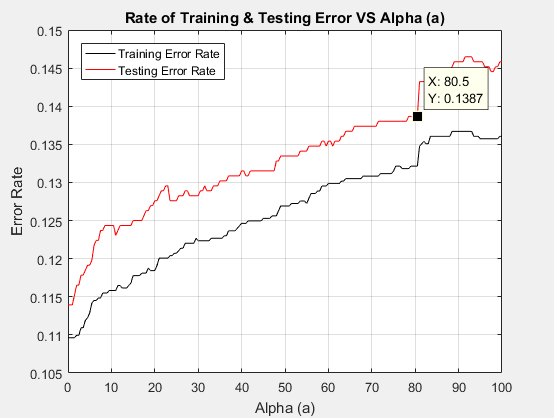 Rate of Training & Testing Error VS Alpha (a)
0.15
0.145
0.14
0.135
0.13
0.125
0.12
0.115
0.11
0.105
Error Rate
Training Error Rate
Testing Error Rate
X: 80.5
Y: 0.1387
0 10 20 30 40 50 60 70 80 90 100
Alpha (a)